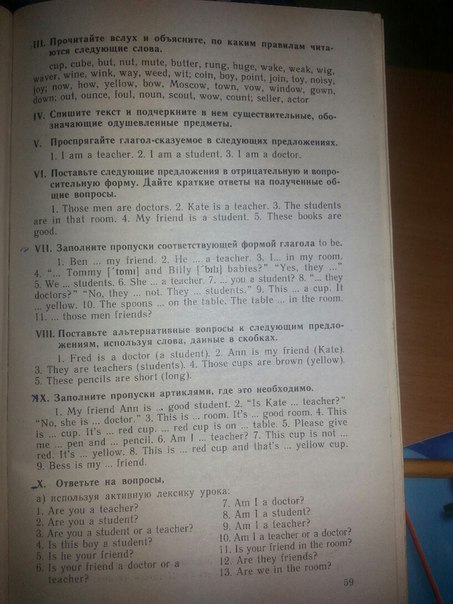 III. Прочитайте вслух и объясните, по каким правилам чита-
ются следующие слова.
cup, cube, but, nut, mute, butter, rung, huge, wake, weak, wig,
waver, wine, wink, way, weed, wit; coin, boy, point, join, toy, noisy,
joy; now, how, yellow, bow, Moscow, town, vow, window, gown,
down, out, ounce, foul, noun, scout, wow, count; seller, actor
IV. Спишите текст и подчеркните в нем существительные, обо-
значающие одушевленные предметы.
V. Проспрягайте глагол-сказуемое в следующих предложениях.
1. I am a teacher. 2. I am a student. 3. I am a doctor.
VI. Поставьте следующие предложения в отрицательную и вопро-
сительную форму. Дайте краткие ответы на полученные об-
щие вопросы.
1. Those men are doctors. 2. Kate is a teacher. 3. The students
are in that room. 4. My friend is a student. 5. These books are
good.
VII. Заполните пропуски соответствующей формой глагола to be.
1. Ben ... my friend. 2. He ... a teacher. 3. I... in my room.
4. “... Tommy [ˈtɒmɪ] and Billy [ˈbɪlɪ] babies?” “Yes, they ...”
5. We ... students. 6. She ... a teacher. 7. ... you a student? 8. “... they
doctors?” “No, they ... not. They ... students.” 9. This ... a cup. It
... yellow. 10. The spoons ... on the table. The table ... in the room.
11. ... those men friends?
VIII. Поставьте альтернативные вопросы к следующим предло-
жениям, используя слова, данные в скобках.
1. Fred is a doctor (a student). 2. Ann is my friend (Kate).
3. They are teachers (students). 4. Those cups are brown (yellow).
5. These pencils are short (long).
IX. Заполните пропуски артиклями, где это необходимо.
1. My friend Ann is ... good student. 2. “Is Kate ... teacher?”
“No, she is ... doctor.” 3. This is ... room. It's ... good room. 4. This
is ... cup. It's ... red cup. ... red cup is on ... table. 5. Please give
me ... pen and ... pencil. 6. Am I ... teacher? 7. This cup is not ...
red. It's ... yellow. 8. This is ... red cup and that's ... yellow cup.
9. Bess is my ... friend.
X. Ответьте на вопросы,
а) используя активную лексику урока:
1. Are you a teacher?
2. Are you a student?
3. Are you a student or a teacher?
4. Is this boy a student?
5. Is he your friend?
6. Is your friend a doctor or a
teacher?
7. Am I a doctor?
8. Am I a student?
9. Am I a teacher?
10. Am I a teacher or a doctor?
11. Is your friend in the room?
12. Are they friends?
13. Are we in the room?
59